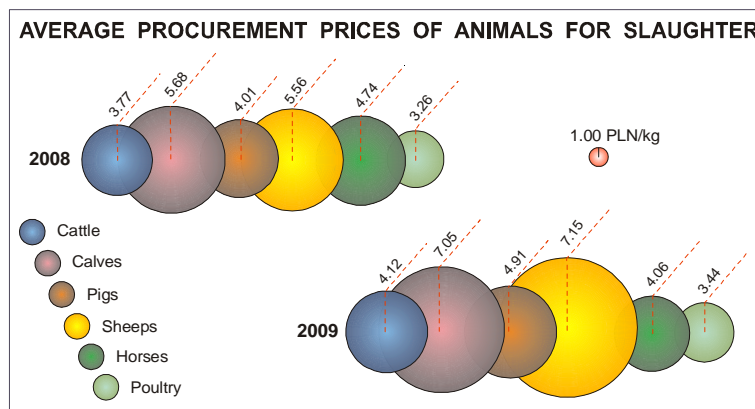 AVERAGE PROCUREMENT PRICES OF ANIMALS FOR SLAUGHTER
3.77
5.68
4.01
5.56
4.74
3.26
1.00 PLN/kg
2008
Cattle
Calves
Pigs
Sheeps
Horses
Poultry
4.12
7.05
4.91
7.15
4.06
3.44
2009